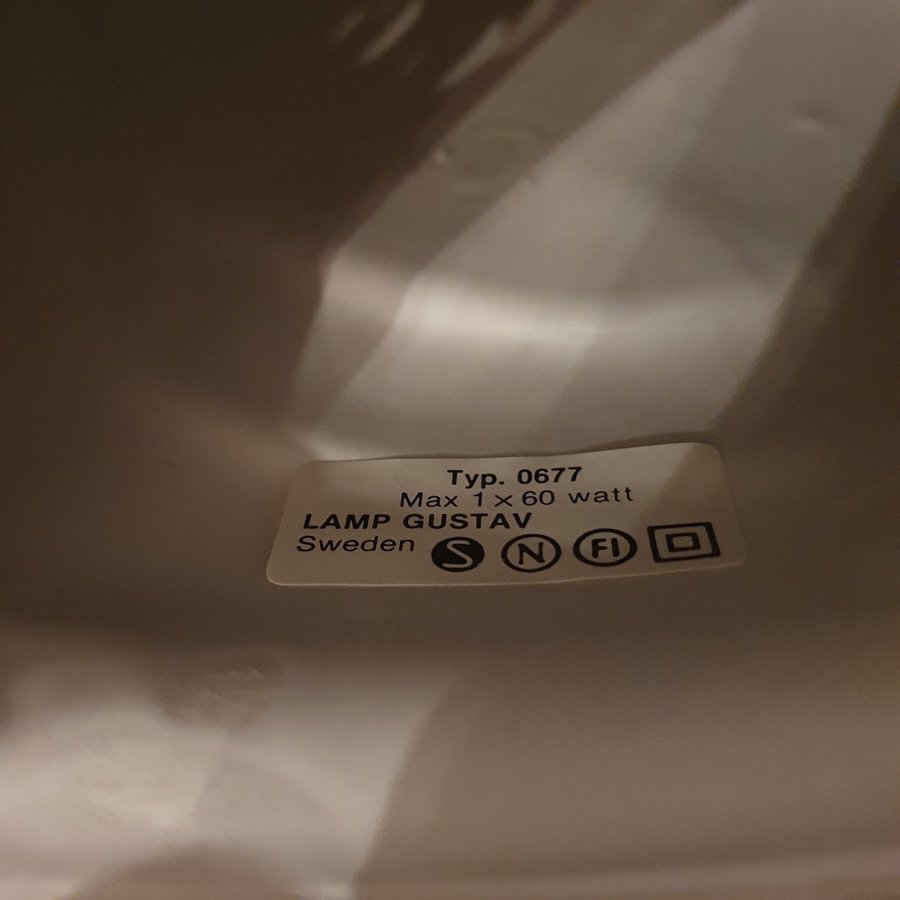 Typ. 0677
Max 1 x 60 watt
LAMP GUSTAV
Sweden S N FI